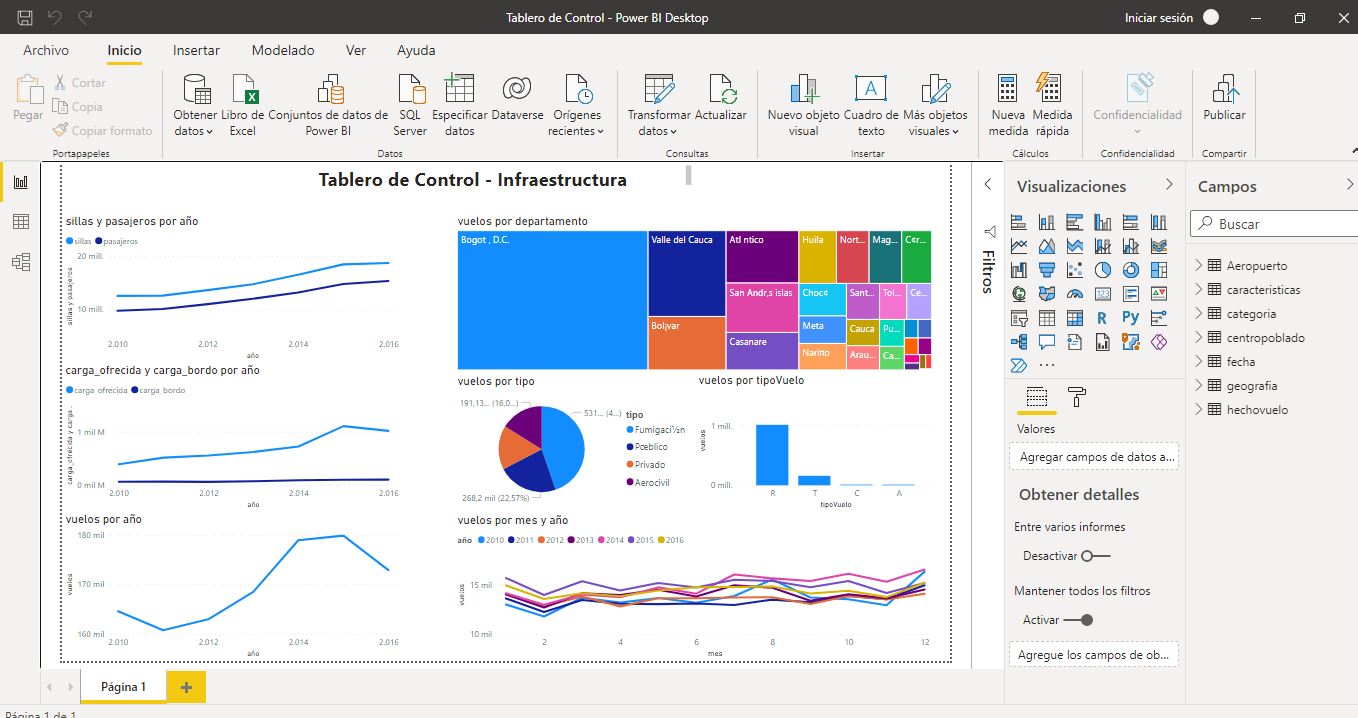 Tablero de Control - Power BI Desktop
Iniciar sesión
Archivo Inicio Insertar Modelado Ver Ayuda
Pegar
Cortar
Copia
Copiar formato
Portapapeles
Obtener datos
Libro de Excel
Conjuntos de datos de Power BI
SQL Server
Especificar datos
Dataverse
Orígenes recientes
Datos
Transformar datos
Actualizar
Consultas
Nuevo objeto visual
Cuadro de texto
A
Más objetos visuales
Insertar
Nueva medida
Medida rápida
Cálculos
Confidencialidad
Confidencialidad
Publicar
Compartir
Tablero de Control - Infraestructura
sillas y pasajeros por año
sillas pasajeros
20 mill.
10 mill.
sillas y pasajeros
2.010 2.012 2.014 2.016
año
carga_ofrecida y carga_bordo por año
carga_ofrecida carga_bordo
1 mil M
0 mil M
carga_ofrecida y carga...
2.010 2.012 2.014 2.016
año
vuelos por año
180 mil
170 mil
160 mil
vuelos
2.010 2.012 2.014 2.016
año
vuelos por departamento
Bogot , D.C.
Valle del Cauca
Bol¡var
Atl ntico
San Andr‚s islas
Casanare
Huila
Nort...
Mag...
C¢r...
Choc¢
Sant...
Tol...
Ce...
Meta
Cauca
Pu...
Nari¤o
Arau...
Ca...
vuelos por tipo
191,13... (16,0...)
531... (4...)
268,2 mil (22,57%)
tipo
Fumigaciï¿½n
Privado
Aerocivil
vuelos por tipoVuelo
1 mill.
0 mill.
vuelos
R T C A
tipoVuelo
vuelos por mes y año
año 2010 2011 2012 2013 2014 2015 2016
15 mil
10 mil
vuelos
2 4 6 8 10 12
mes
Filtros
Visualizaciones
123
R Py
Valores
Agregar campos de datos a...
Obtener detalles
Entre varios informes
Desactivar
Mantener todos los filtros
Activar
Agregue los campos de ob...
Campos
Buscar
Aeropuerto
caracteristicas
categoria
centropoblado
fecha
geografia
hechovuelo
Página 1
Página 1 de 1